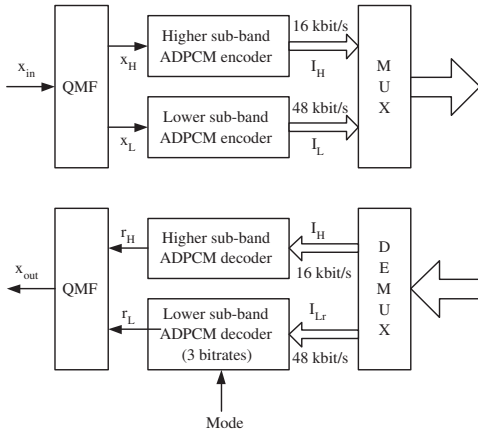 x_in
QMF
x_H
x_L
Higher sub-band
ADPCM encoder
Lower sub-band
ADPCM encoder
16 kbit/s
I_H
48 kbit/s
I_L
M
U
X
x_out
QMF
r_H
r_L
Higher sub-band
ADPCM decoder
Lower sub-band
ADPCM decoder
(3 bitrates)
I_H
16 kbit/s
I_Lr
48 kbit/s
D
E
M
U
X
Mode